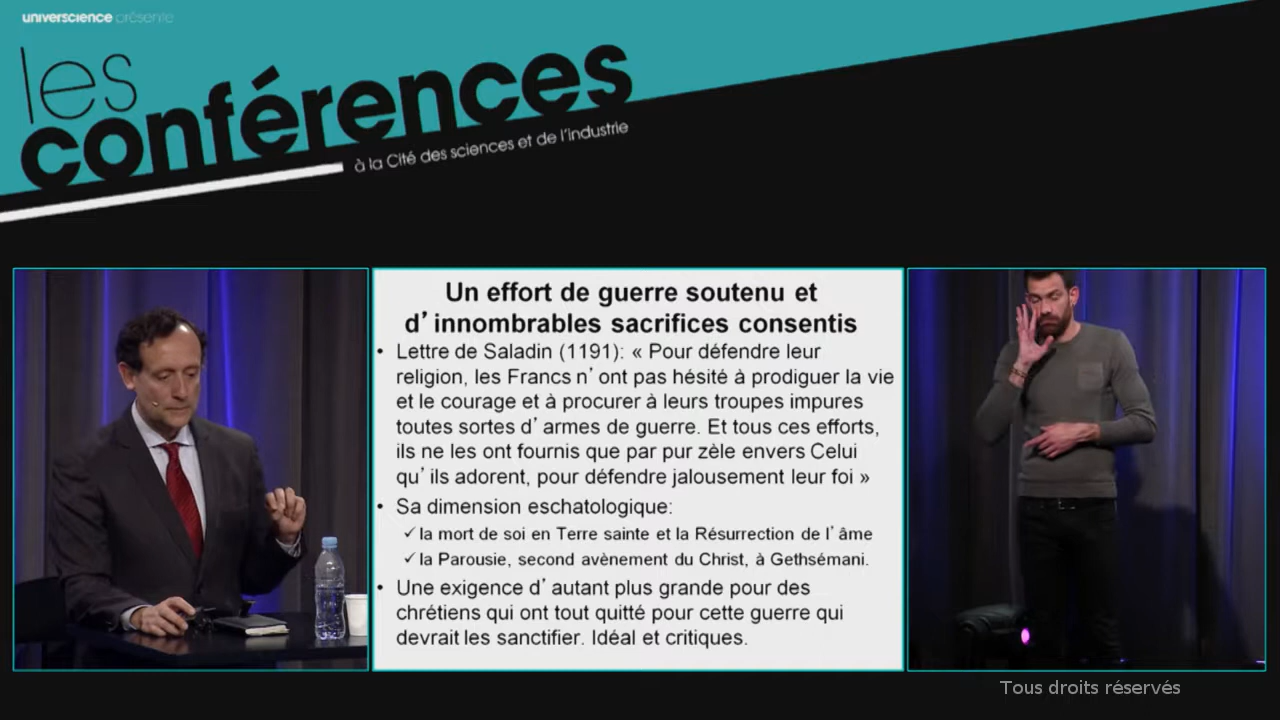 universcience présente
les
conférences
à la Cité des sciences et de l'industrie
Un effort de guerre soutenu et
d’innombrables sacrifices consentis
• Lettre de Saladin (1191): « Pour défendre leur
religion, les Francs n’ont pas hésité à prodiguer la vie
et le courage et à procurer à leurs troupes impures
toutes sortes d’armes de guerre. Et tous ces efforts,
ils ne les ont fournis que par pur zèle envers Celui
qu’ils adorent, pour défendre jalousement leur foi »
• Sa dimension eschatologique:
✓ la mort de soi en Terre sainte et la Résurrection de l’âme
✓ la Parousie, second avènement du Christ, à Gethsémani.
• Une exigence d’autant plus grande pour des
chrétiens qui ont tout quitté pour cette guerre qui
devrait les sanctifier. Idéal et critiques.
Tous droits réservés